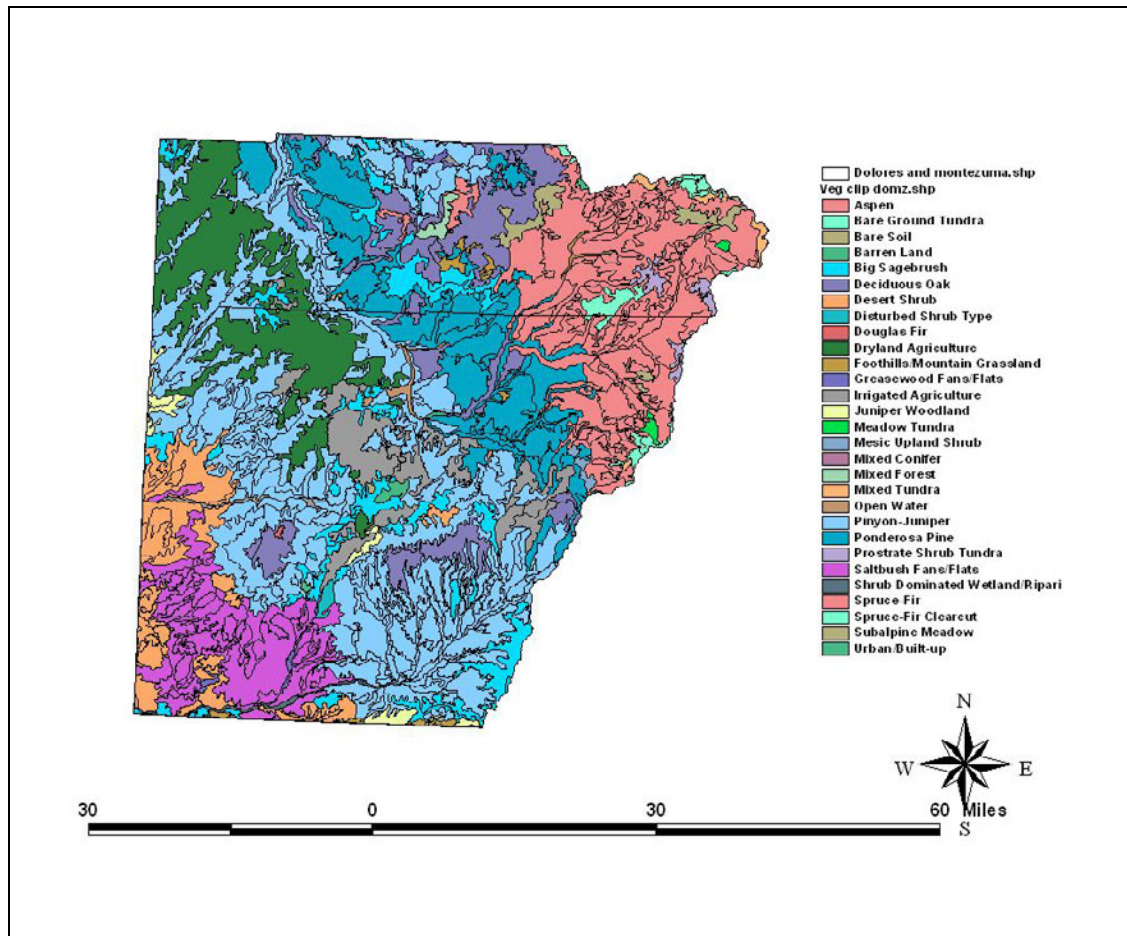 Dolores and montezuma.shp
Veg clip domz.shp
Aspen
Bare Ground Tundra
Bare Soil
Barren Land
Big Sagebrush
Deciduous Oak
Desert Shrub
Disturbed Shrub Type
Douglas Fir
Dryland Agriculture
Foothills/Mountain Grassland
Greasewood Fans/Flats
Irrigated Agriculture
Juniper Woodland
Meadow Tundra
Mesic Upland Shrub
Mixed Conifer
Mixed Forest
Mixed Tundra
Open Water
Pinyon-Juniper
Ponderosa Pine
Prostrate Shrub Tundra
Saltbush Fans/Flats
Shrub Dominated Wetland/Ripari
Spruce-Fir
Spruce-Fir Clearcut
Subalpine Meadow
Urban/Built-up
N
W E
S
30 0 30 60 Miles